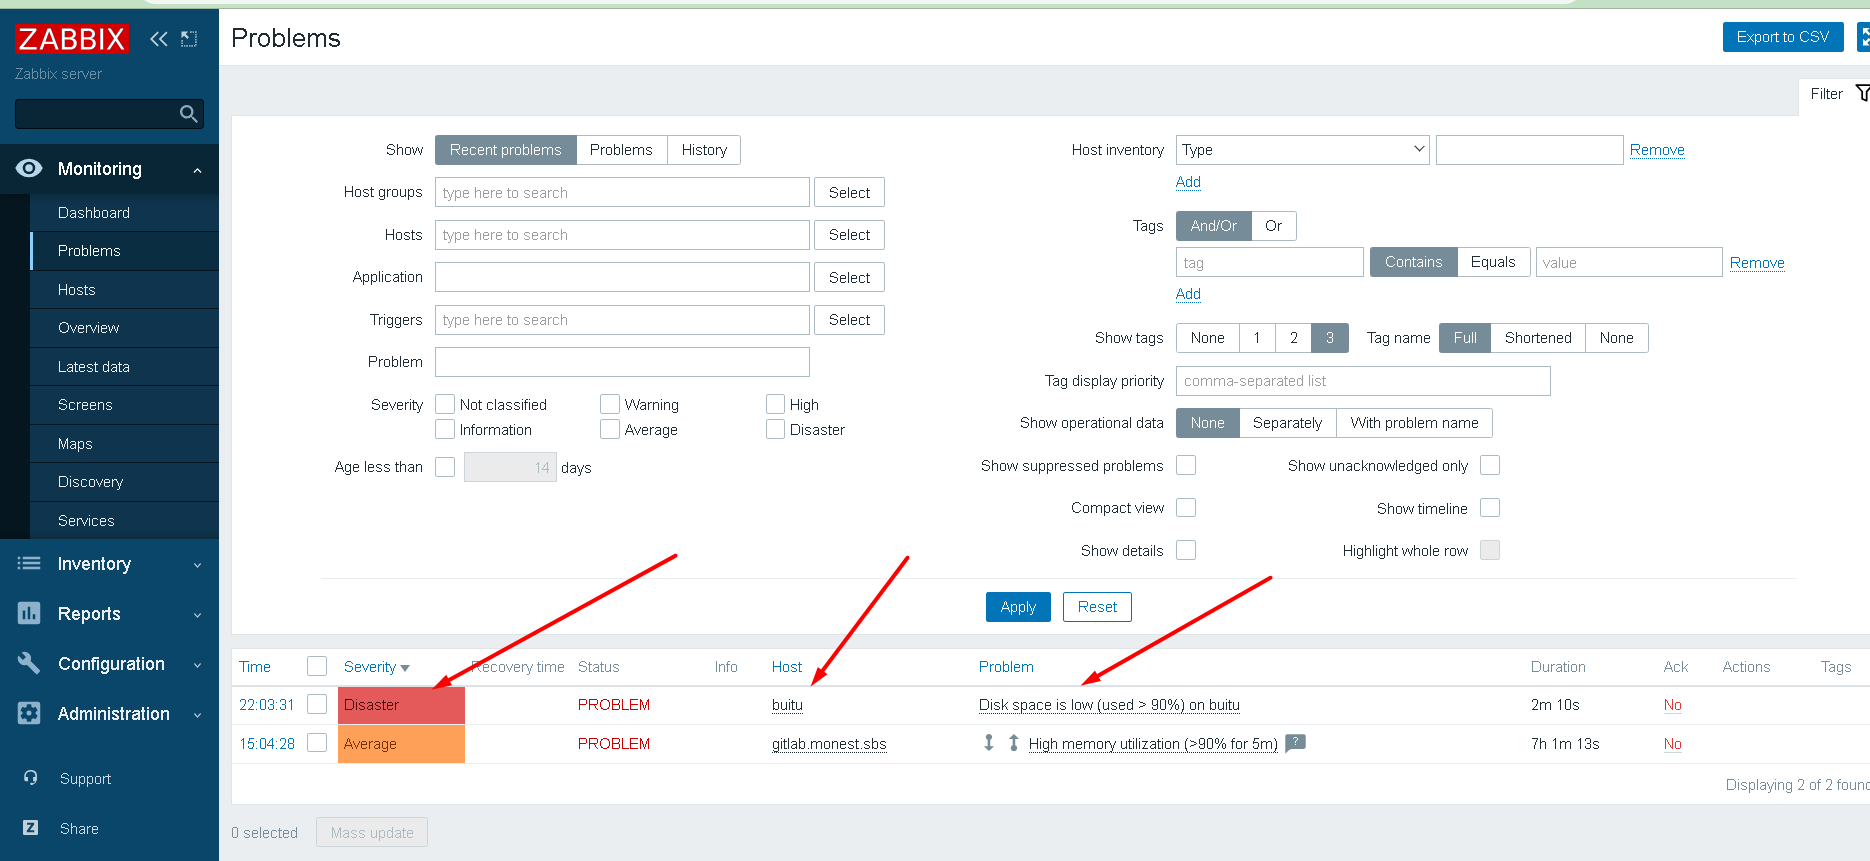 ZABBIX
Zabbix server
Monitoring
Dashboard
Problems
Hosts
Overview
Latest data
Screens
Maps
Discovery
Services
Inventory
Reports
Configuration
Administration
Support
Z Share
Problems
Export to CSV
Filter
Show Recent problems Problems History
Host groups type here to search Select
Hosts type here to search Select
Application Select
Triggers type here to search Select
Problem
Severity Not classified Warning High
Information Average Disaster
Age less than 14 days
Host inventory Type Remove
Add
Tags And/Or Or
tag Contains Equals value Remove
Add
Show tags None 1 2 3 Tag name Full Shortened None
Tag display priority comma-separated list
Show operational data None Separately With problem name
Show suppressed problems Show unacknowledged only
Compact view Show timeline
Show details Highlight whole row
Apply Reset
Time Severity Recovery time Status Info Host Problem Duration Ack Actions Tags
22:03:31 Disaster PROBLEM buitu Disk space is low (used > 90%) on buitu 2m 10s No
15:04:28 Average PROBLEM gitlab.monest.sbs High memory utilization (>90% for 5m) ? 7h 1m 13s No
Displaying 2 of 2 found
0 selected Mass update